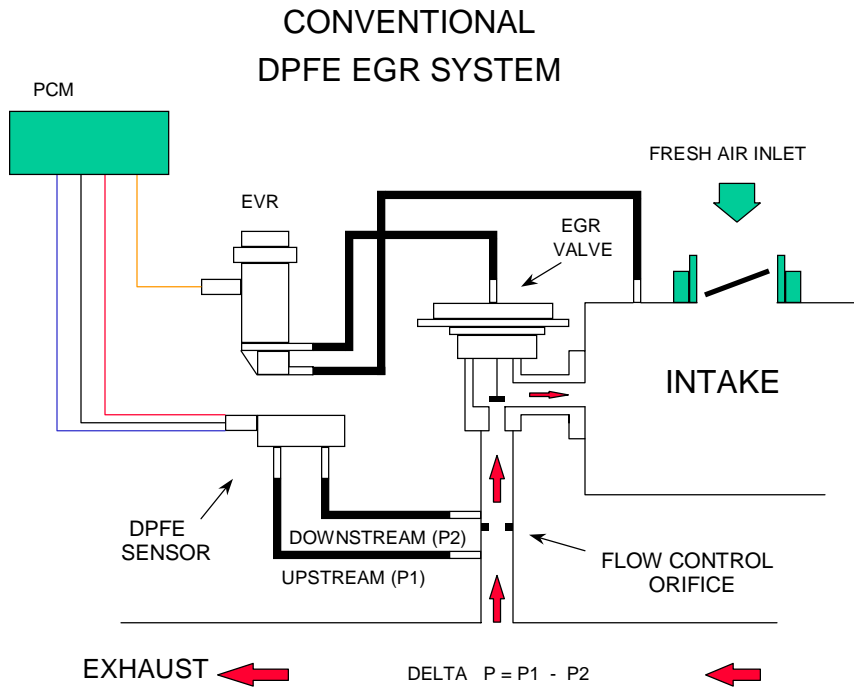 CONVENTIONAL
DPFE EGR SYSTEM
PCM
FRESH AIR INLET
EVR
EGR
VALVE
INTAKE
DPFE
SENSOR
DOWNSTREAM (P2)
UPSTREAM (P1)
FLOW CONTROL
ORIFICE
EXHAUST
DELTA P = P1 - P2